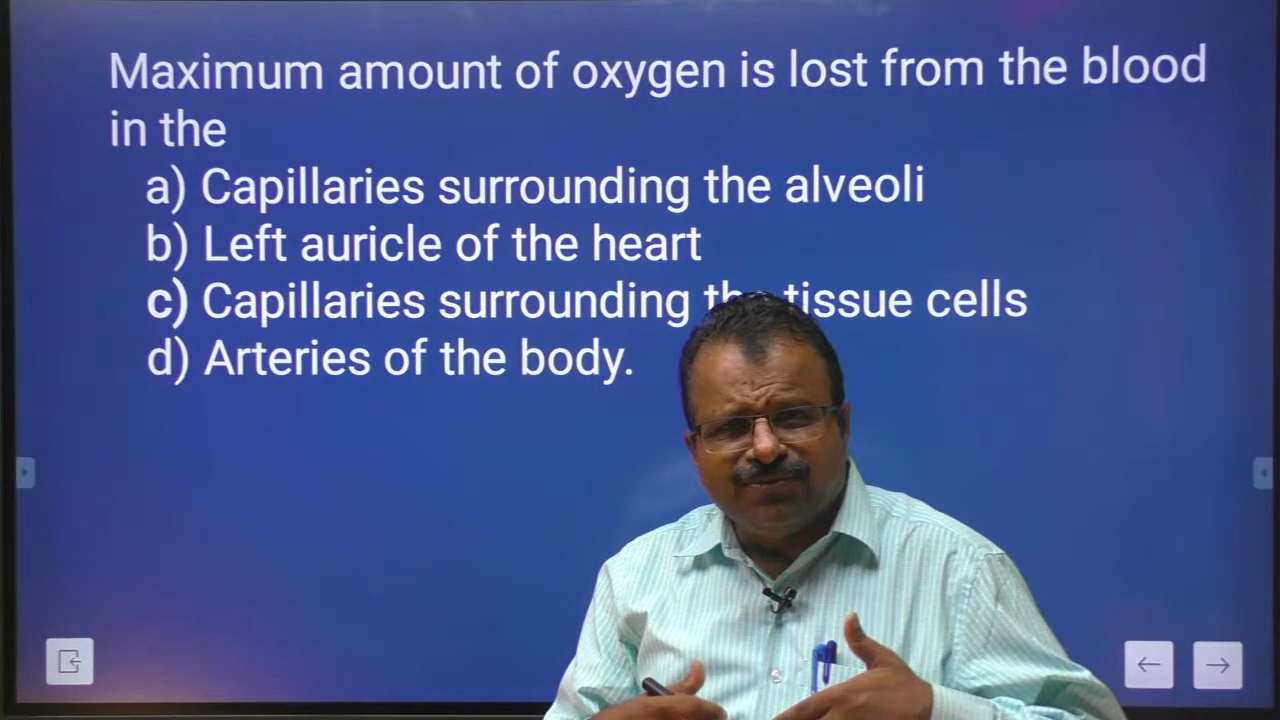 Maximum amount of oxygen is lost from the blood
in the
a) Capillaries surrounding the alveoli
b) Left auricle of the heart
c) Capillaries surrounding the tissue cells
d) Arteries of the body.